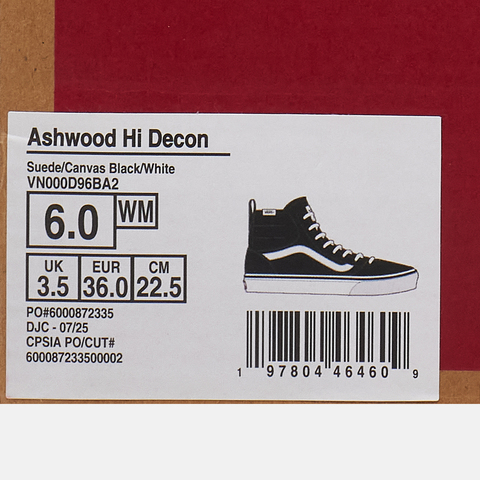 Ashwood Hi Decon
Suede/Canvas Black/White
VN000D96BA2
6.0 WM
UK EUR CM
3.5 36.0 22.5
PO#6000872335
DJC - 07/25
CPSIA PO/CUT#
600087233500002
1 97804 46460 9